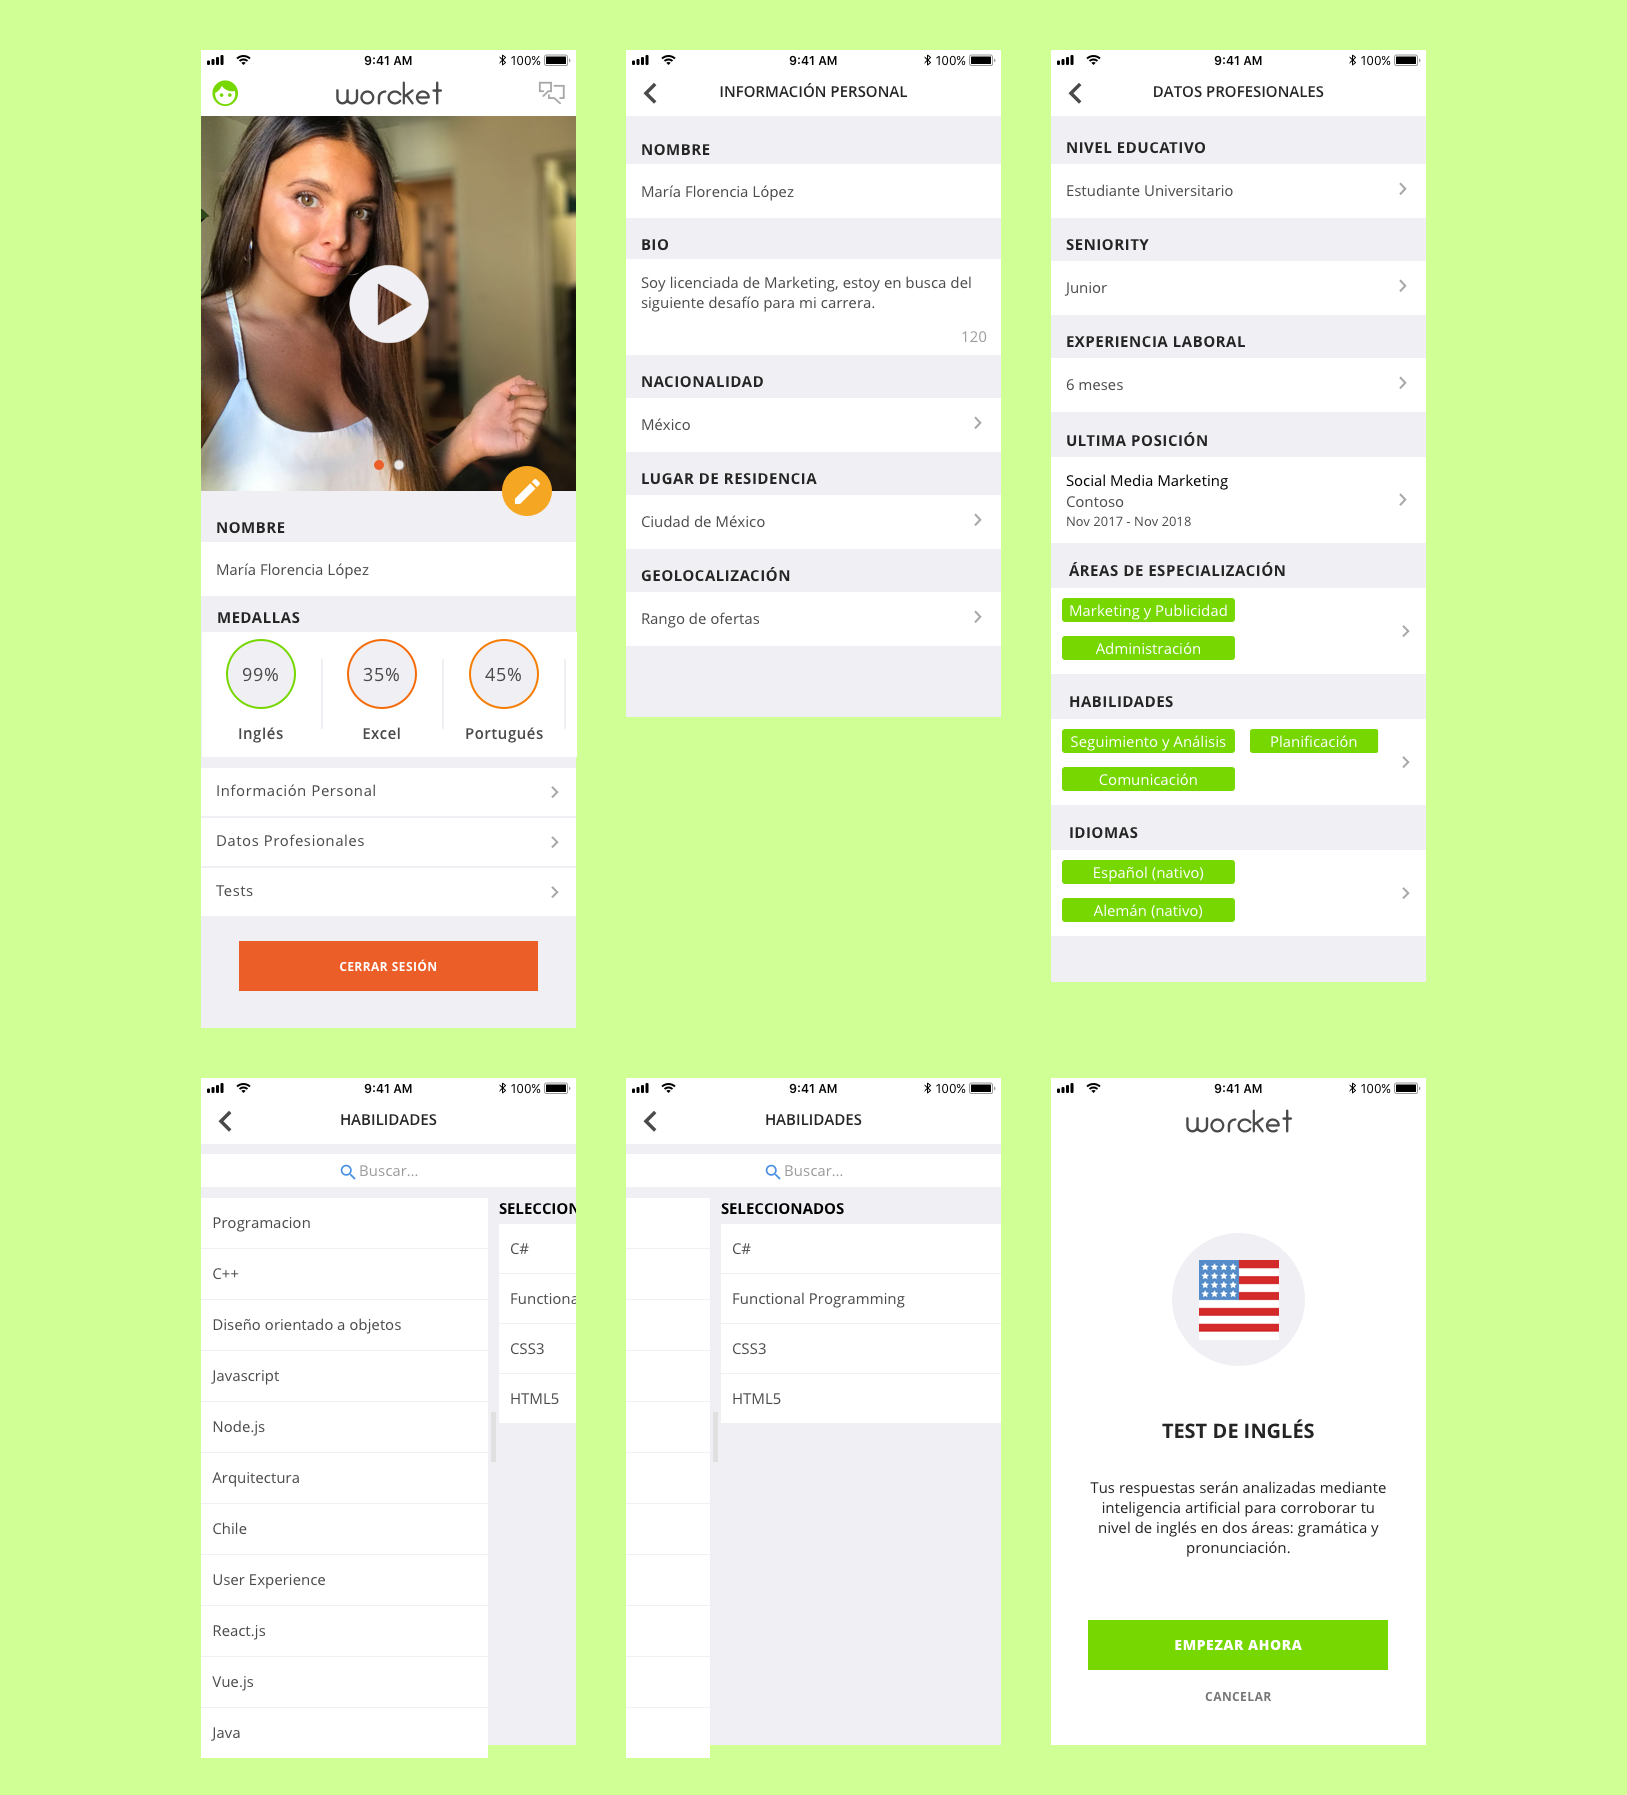 9:41 AM
100%
worcket
NOMBRE
María Florencia López
MEDALLAS
99%
35%
45%
Inglés
Excel
Portugués
Información Personal
Datos Profesionales
Tests
CERRAR SESIÓN
9:41 AM
100%
INFORMACIÓN PERSONAL
NOMBRE
María Florencia López
BIO
Soy licenciada de Marketing, estoy en busca del
siguiente desafío para mi carrera.
120
NACIONALIDAD
México
LUGAR DE RESIDENCIA
Ciudad de México
GEOLOCALIZACIÓN
Rango de ofertas
9:41 AM
100%
DATOS PROFESIONALES
NIVEL EDUCATIVO
Estudiante Universitario
SENIORITY
Junior
EXPERIENCIA LABORAL
6 meses
ULTIMA POSICIÓN
Social Media Marketing
Contoso
Nov 2017 - Nov 2018
ÁREAS DE ESPECIALIZACIÓN
Marketing y Publicidad
Administración
HABILIDADES
Seguimiento y Análisis
Planificación
Comunicación
IDIOMAS
Español (nativo)
Alemán (nativo)
9:41 AM
100%
HABILIDADES
Buscar...
Programacion
C++
Diseño orientado a objetos
Javascript
Node.js
Arquitectura
Chile
User Experience
React.js
Vue.js
Java
SELECCION
C#
Functiona
CSS3
HTML5
9:41 AM
100%
HABILIDADES
Buscar...
SELECCIONADOS
C#
Functional Programming
CSS3
HTML5
9:41 AM
100%
worcket
TEST DE INGLÉS
Tus respuestas serán analizadas mediante
inteligencia artificial para corroborar tu
nivel de inglés en dos áreas: gramática y
pronunciación.
EMPEZAR AHORA
CANCELAR